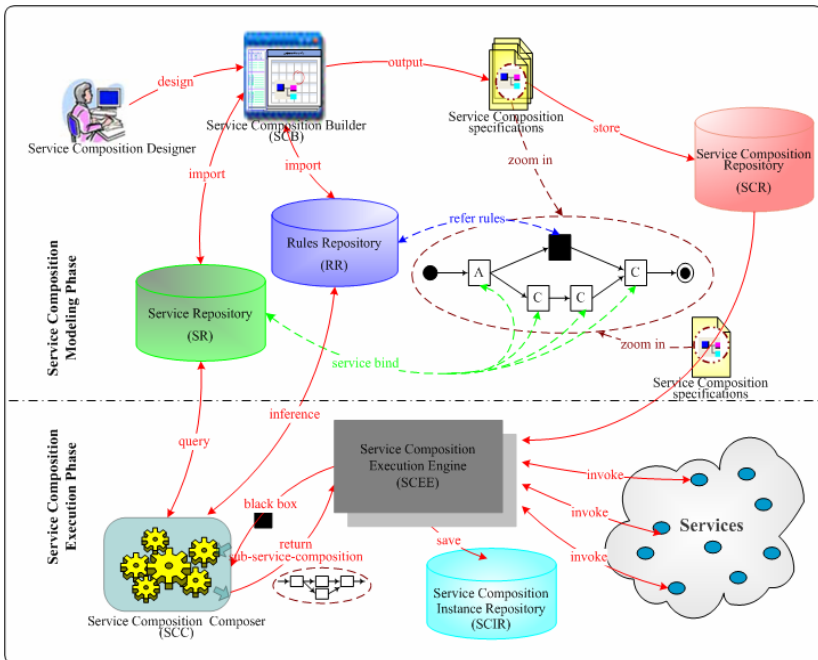 design
output
Service Composition Designer
Service Composition Builder
(SCB)
Service Composition
specifications
store
import
import
zoom in
Service Composition
Repository
(SCR)
Rules Repository
(RR)
refer rules
A
C
C
C
Service Repository
(SR)
service bind
zoom in
Service Composition
specifications
Service Composition
Modeling Phase
Service Composition
Execution Phase
query
inference
Service Composition
Execution Engine
(SCEE)
black box
return
sub-service-composition
save
invoke
invoke
invoke
Services
Service Composition Composer
(SCC)
Service Composition
Instance Repository
(SCIR)